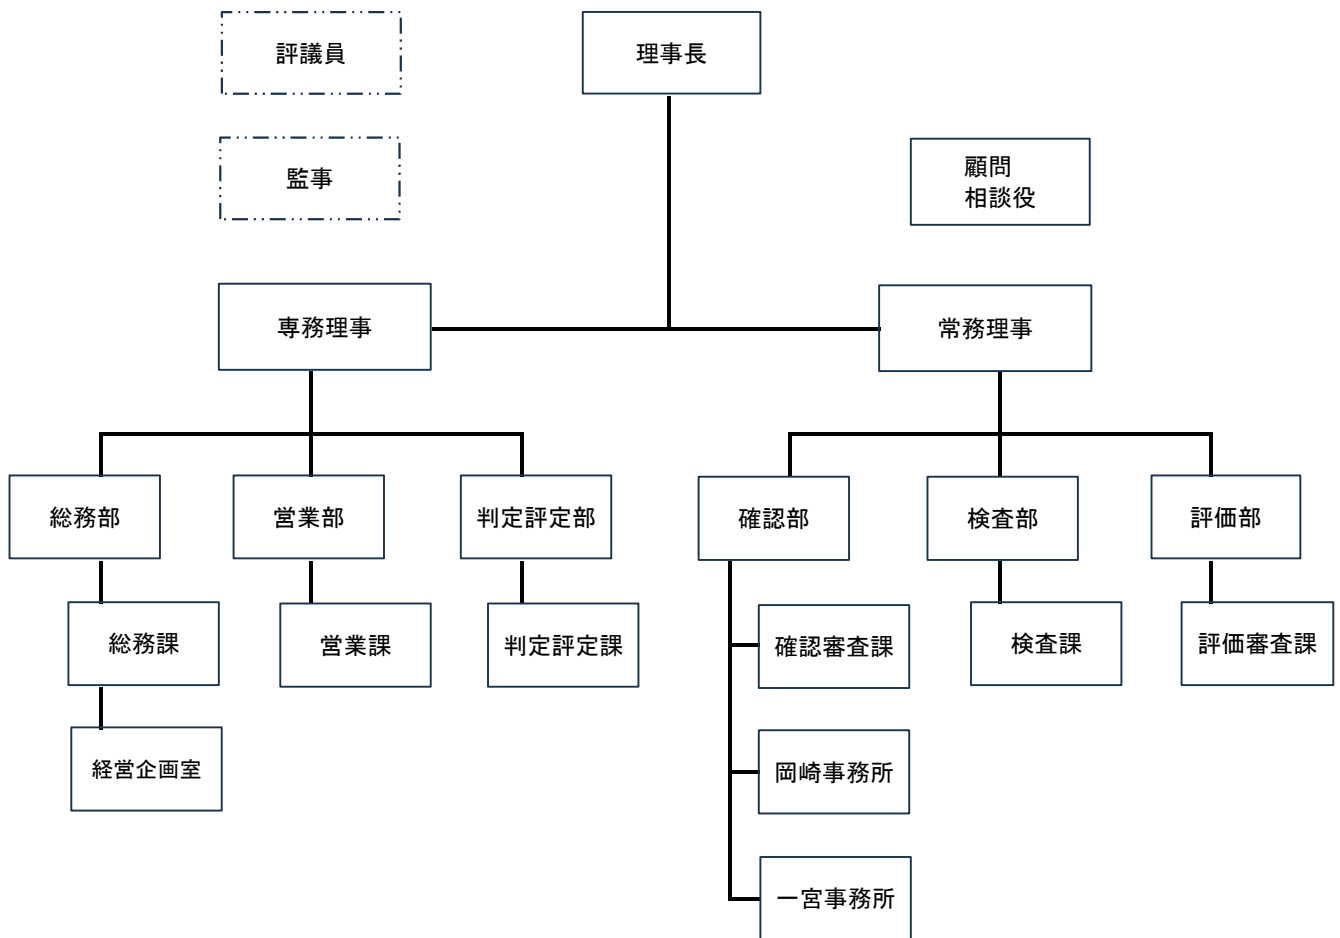 評議員
理事長
監事
顧問
相談役
専務理事
常務理事
総務部
営業部
判定評定部
確認部
検査部
評価部
総務課
営業課
判定評定課
確認審査課
検査課
評価審査課
経営企画室
岡崎事務所
一宮事務所